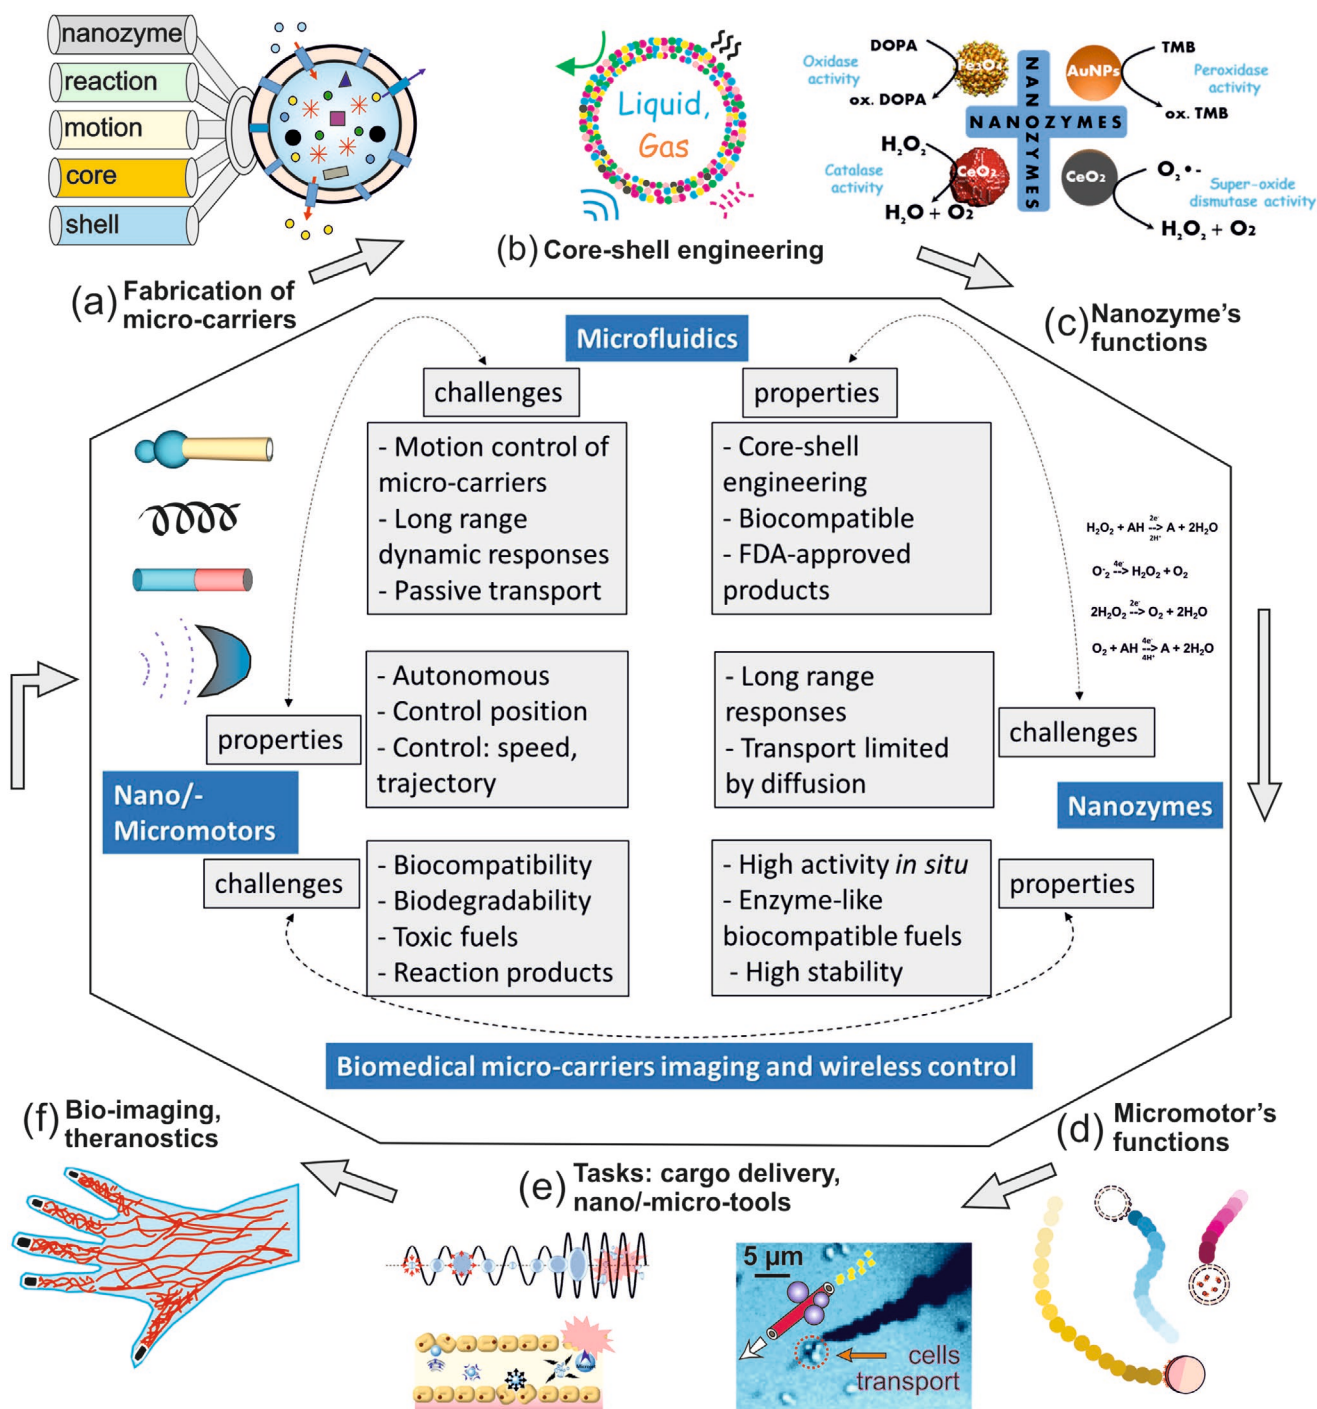 nanozyme
reaction
motion
core
shell
(a) Fabrication of
micro-carriers
Liquid,
Gas
(b) Core-shell engineering
Oxidase
activity
DOPA
Fe₃O₄
ox. DOPA
AuNPs
TMB
Peroxidase
activity
ox. TMB
NANOZYMES
NANOZYMES
H₂O₂
Catalase
activity
CeO₂
H₂O + O₂
CeO₂
O₂•-
Super-oxide
dismutase activity
H₂O₂ + O₂
(c) Nanozyme's
functions
Microfluidics
challenges
- Motion control of
micro-carriers
- Long range
dynamic responses
- Passive transport
properties
- Core-shell
engineering
- Biocompatible
- FDA-approved
products
H₂O₂ + AH 2e⁻ --> 2H⁺ A + 2H₂O
O⁻₂ 4e⁻ --> H₂O₂ + O₂
2H₂O₂ 2e⁻ --> O₂ + 2H₂O
O₂ + AH 4e⁻ --> 4H⁺ A + 2H₂O
properties
- Autonomous
- Control position
- Control: speed,
trajectory
- Long range
responses
- Transport limited
by diffusion
challenges
Nano/-
Micromotors
Nanozymes
challenges
- Biocompatibility
- Biodegradability
- Toxic fuels
- Reaction products
- High activity in situ
- Enzyme-like
biocompatible fuels
- High stability
properties
Biomedical micro-carriers imaging and wireless control
(f) Bio-imaging,
theranostics
(e) Tasks: cargo delivery,
nano/-micro-tools
(d) Micromotor's
functions
5 µm
cells
transport